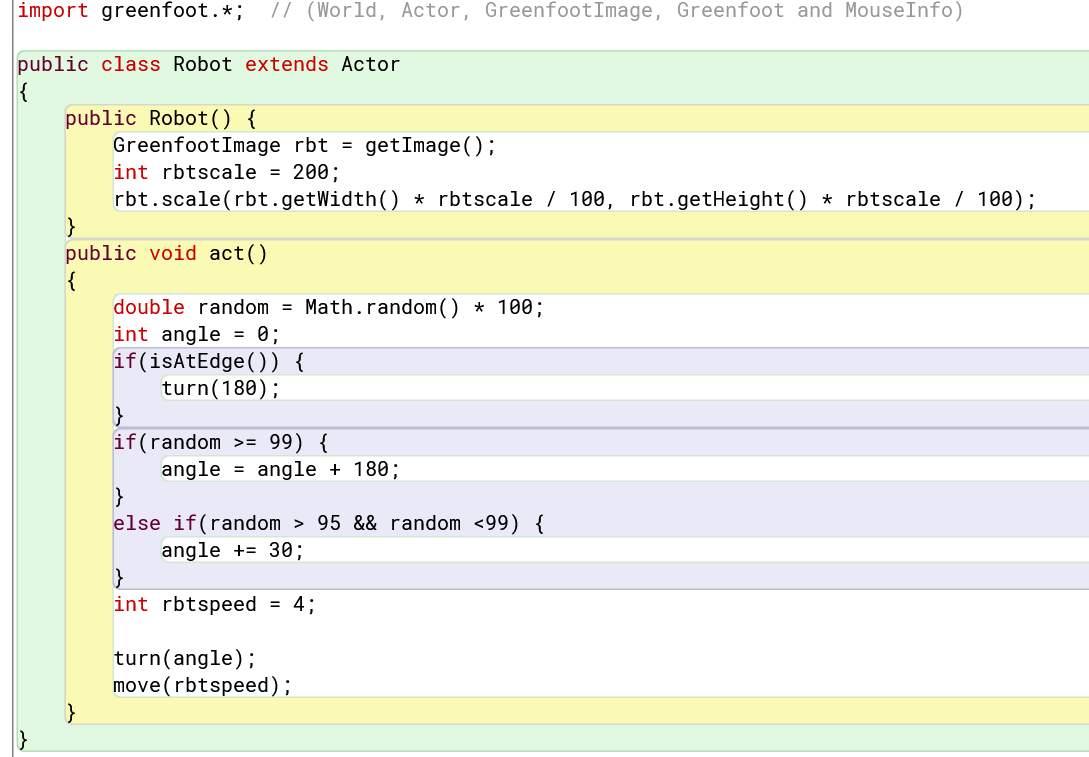 import greenfoot.*;  // (World, Actor, GreenfootImage, Greenfoot and MouseInfo)
public class Robot extends Actor
{
    public Robot() {
        GreenfootImage rbt = getImage();
        int rbtscale = 200;
        rbt.scale(rbt.getWidth() * rbtscale / 100, rbt.getHeight() * rbtscale / 100);
    }
    public void act()
    {
        double random = Math.random() * 100;
        int angle = 0;
        if(isAtEdge()) {
            turn(180);
        }
        if(random >= 99) {
            angle = angle + 180;
        }
        else if(random > 95 && random <99) {
            angle += 30;
        }
        int rbtspeed = 4;
        turn(angle);
        move(rbtspeed);
    }
}